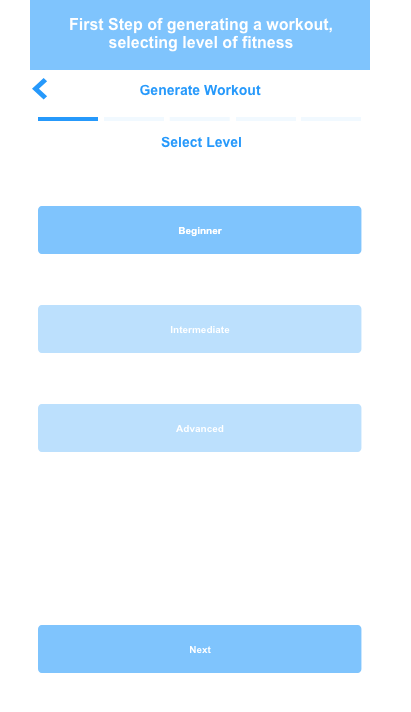 First Step of generating a workout,
selecting level of fitness
Generate Workout
Select Level
Beginner
Intermediate
Advanced
Next